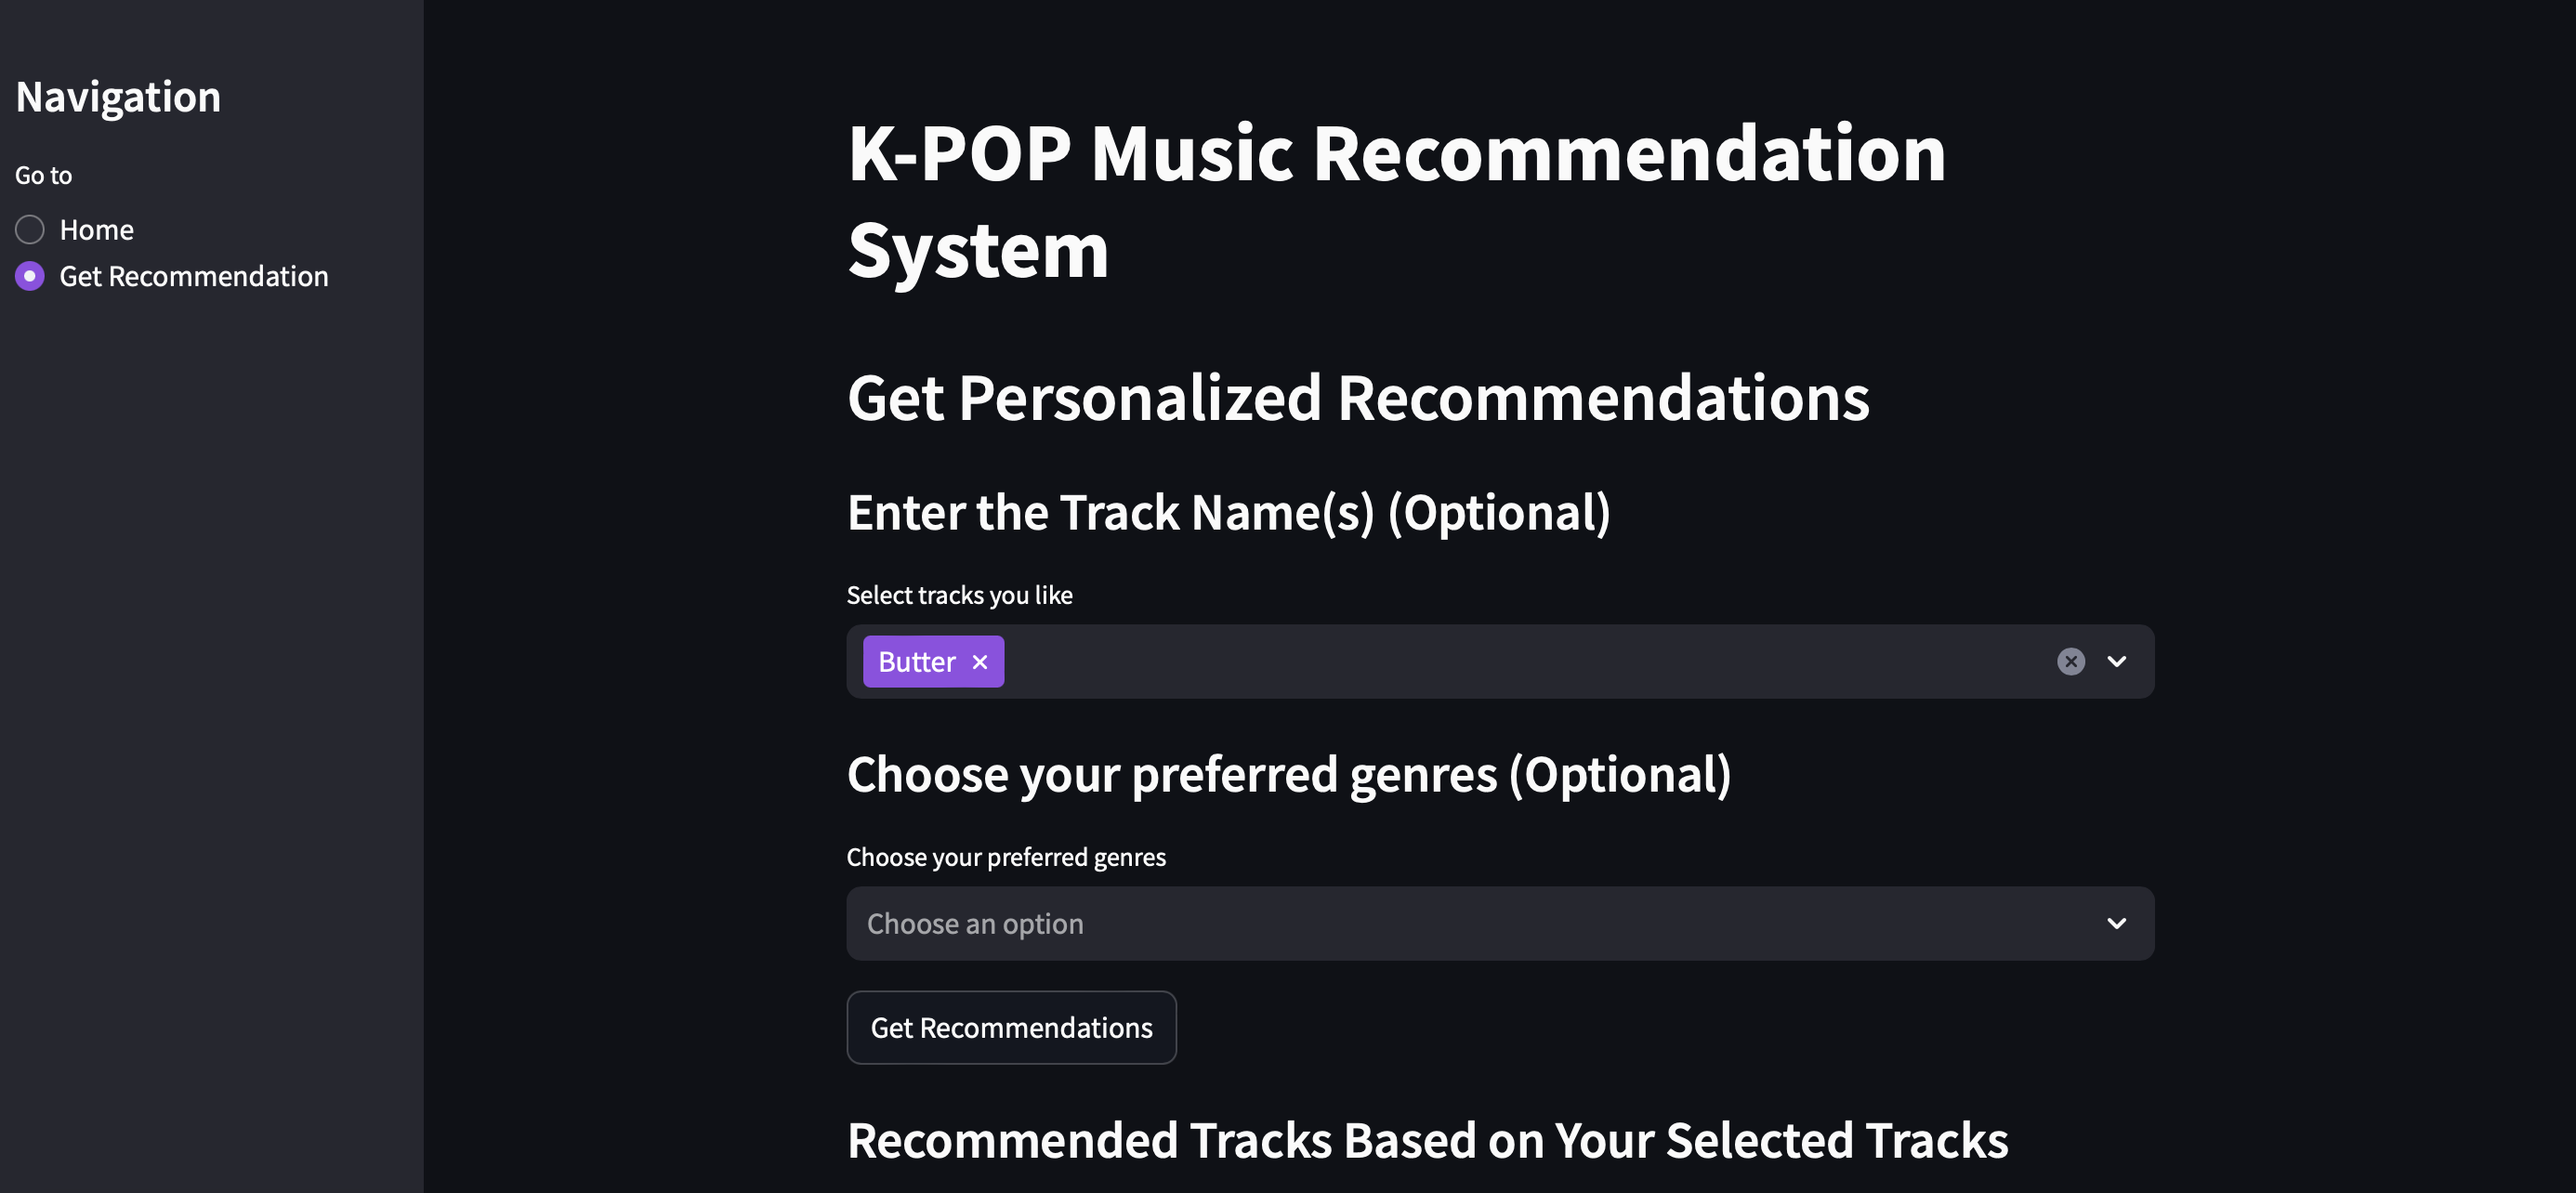 Navigation
Go to
Home
Get Recommendation
K-POP Music Recommendation
System
Get Personalized Recommendations
Enter the Track Name(s) (Optional)
Select tracks you like
Butter
Choose your preferred genres (Optional)
Choose your preferred genres
Choose an option
Get Recommendations
Recommended Tracks Based on Your Selected Tracks